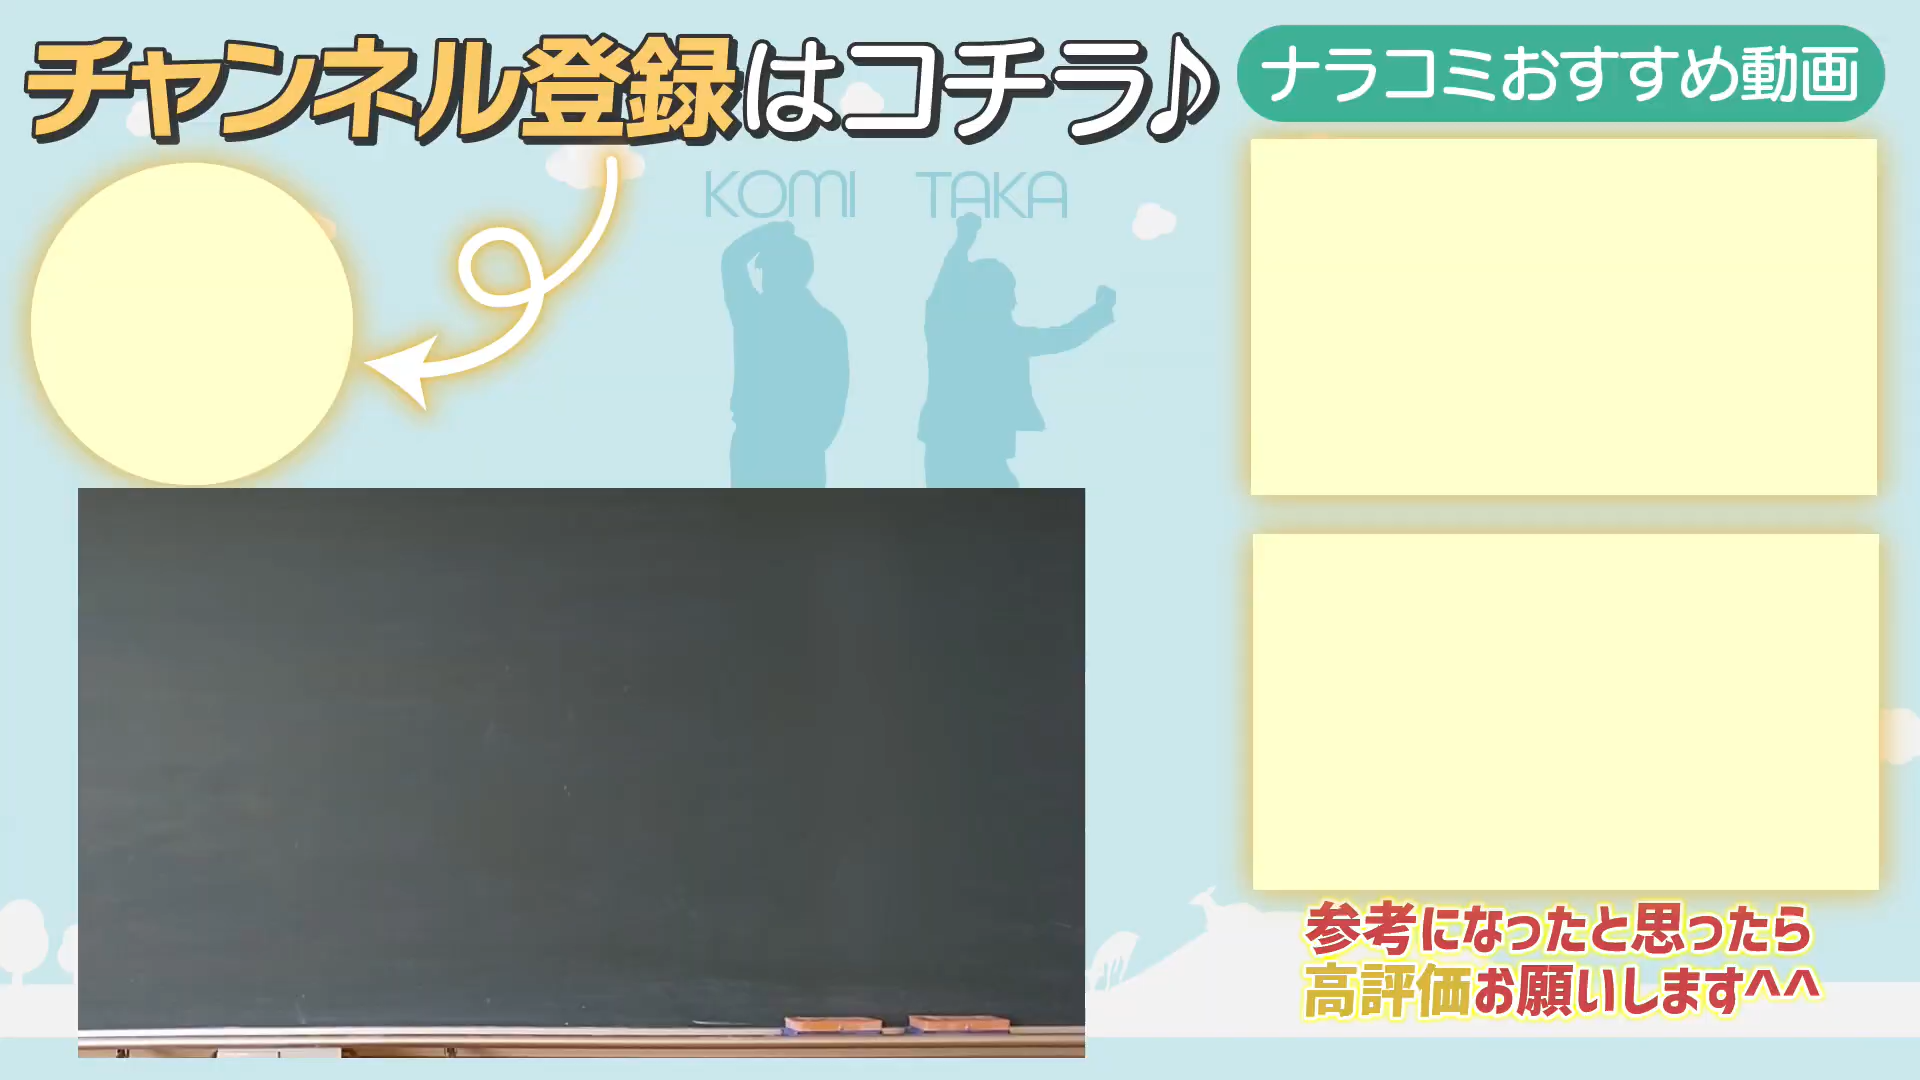 チャンネル登録はコチラ♪
ナラコミおすすめ動画
KOMI TAKA
参考になったと思ったら
高評価お願いします^^